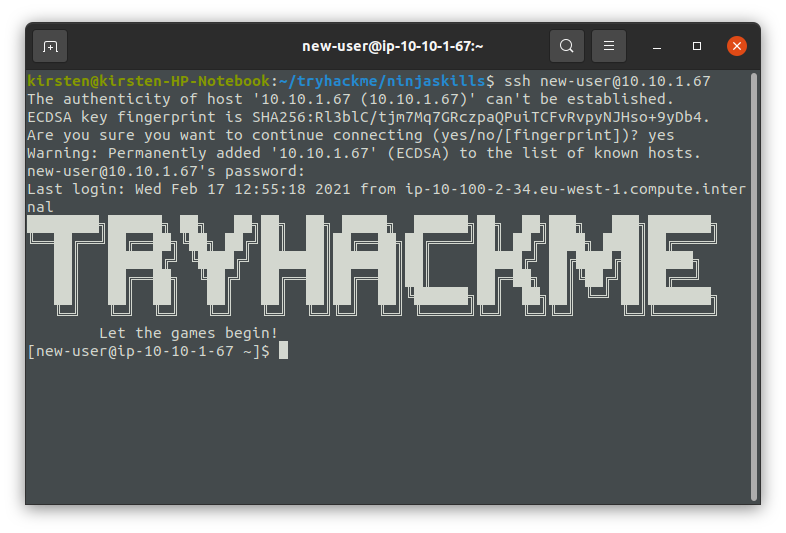 new-user@ip-10-10-1-67:~
kirsten@kirsten-HP-Notebook:~/tryhackme/ninjaskills$ ssh new-user@10.10.1.67
The authenticity of host '10.10.1.67 (10.10.1.67)' can't be established.
ECDSA key fingerprint is SHA256:Rl3blC/tjm7Mq7GRczpaQPuiTCFvRvpyNJHso+9yDb4.
Are you sure you want to continue connecting (yes/no/[fingerprint])? yes
Warning: Permanently added '10.10.1.67' (ECDSA) to the list of known hosts.
new-user@10.10.1.67's password:
Last login: Wed Feb 17 12:55:18 2021 from ip-10-100-2-34.eu-west-1.compute.inter
nal
TRYHACKME
Let the games begin!
[new-user@ip-10-10-1-67 ~]$